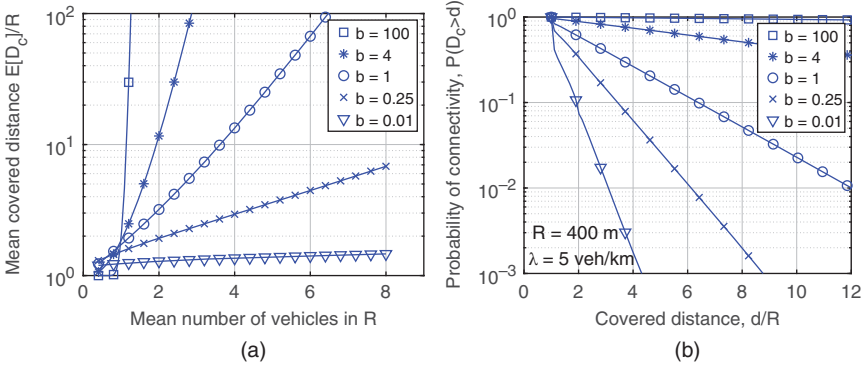 Mean covered distance E[D_c]/R
10^2
10^1
10^0
0
2
4
6
8
Mean number of vehicles in R
b = 100
b = 4
b = 1
b = 0.25
b = 0.01
(a)
Probability of connectivity, P(D_c>d)
10^0
10^−1
10^−2
10^−3
0
2
4
6
8
10
12
Covered distance, d/R
b = 100
b = 4
b = 1
b = 0.25
b = 0.01
R = 400 m
λ = 5 veh/km
(b)